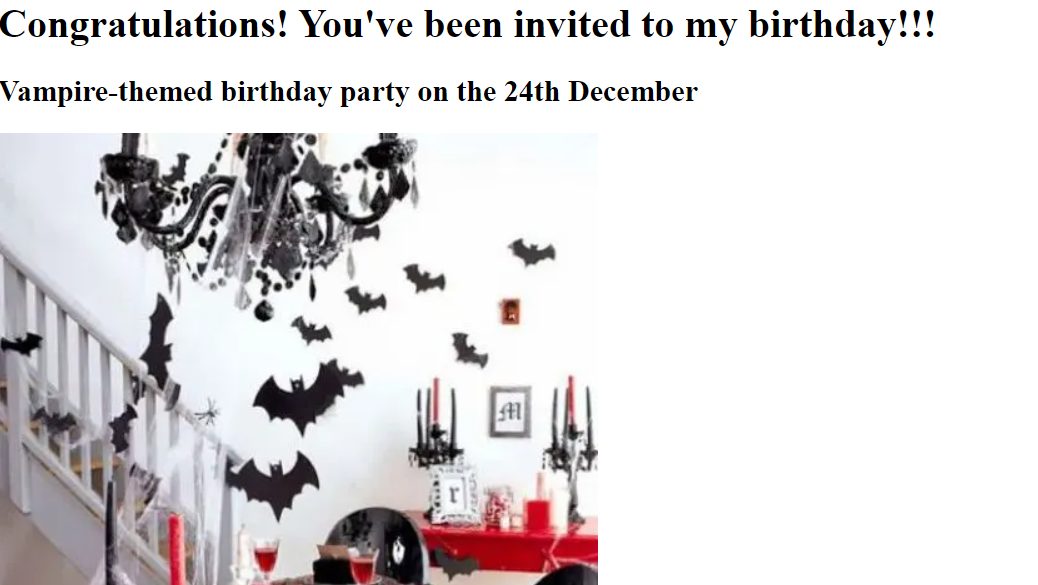 Congratulations! You've been invited to my birthday!!!
Vampire-themed birthday party on the 24th December
M
r